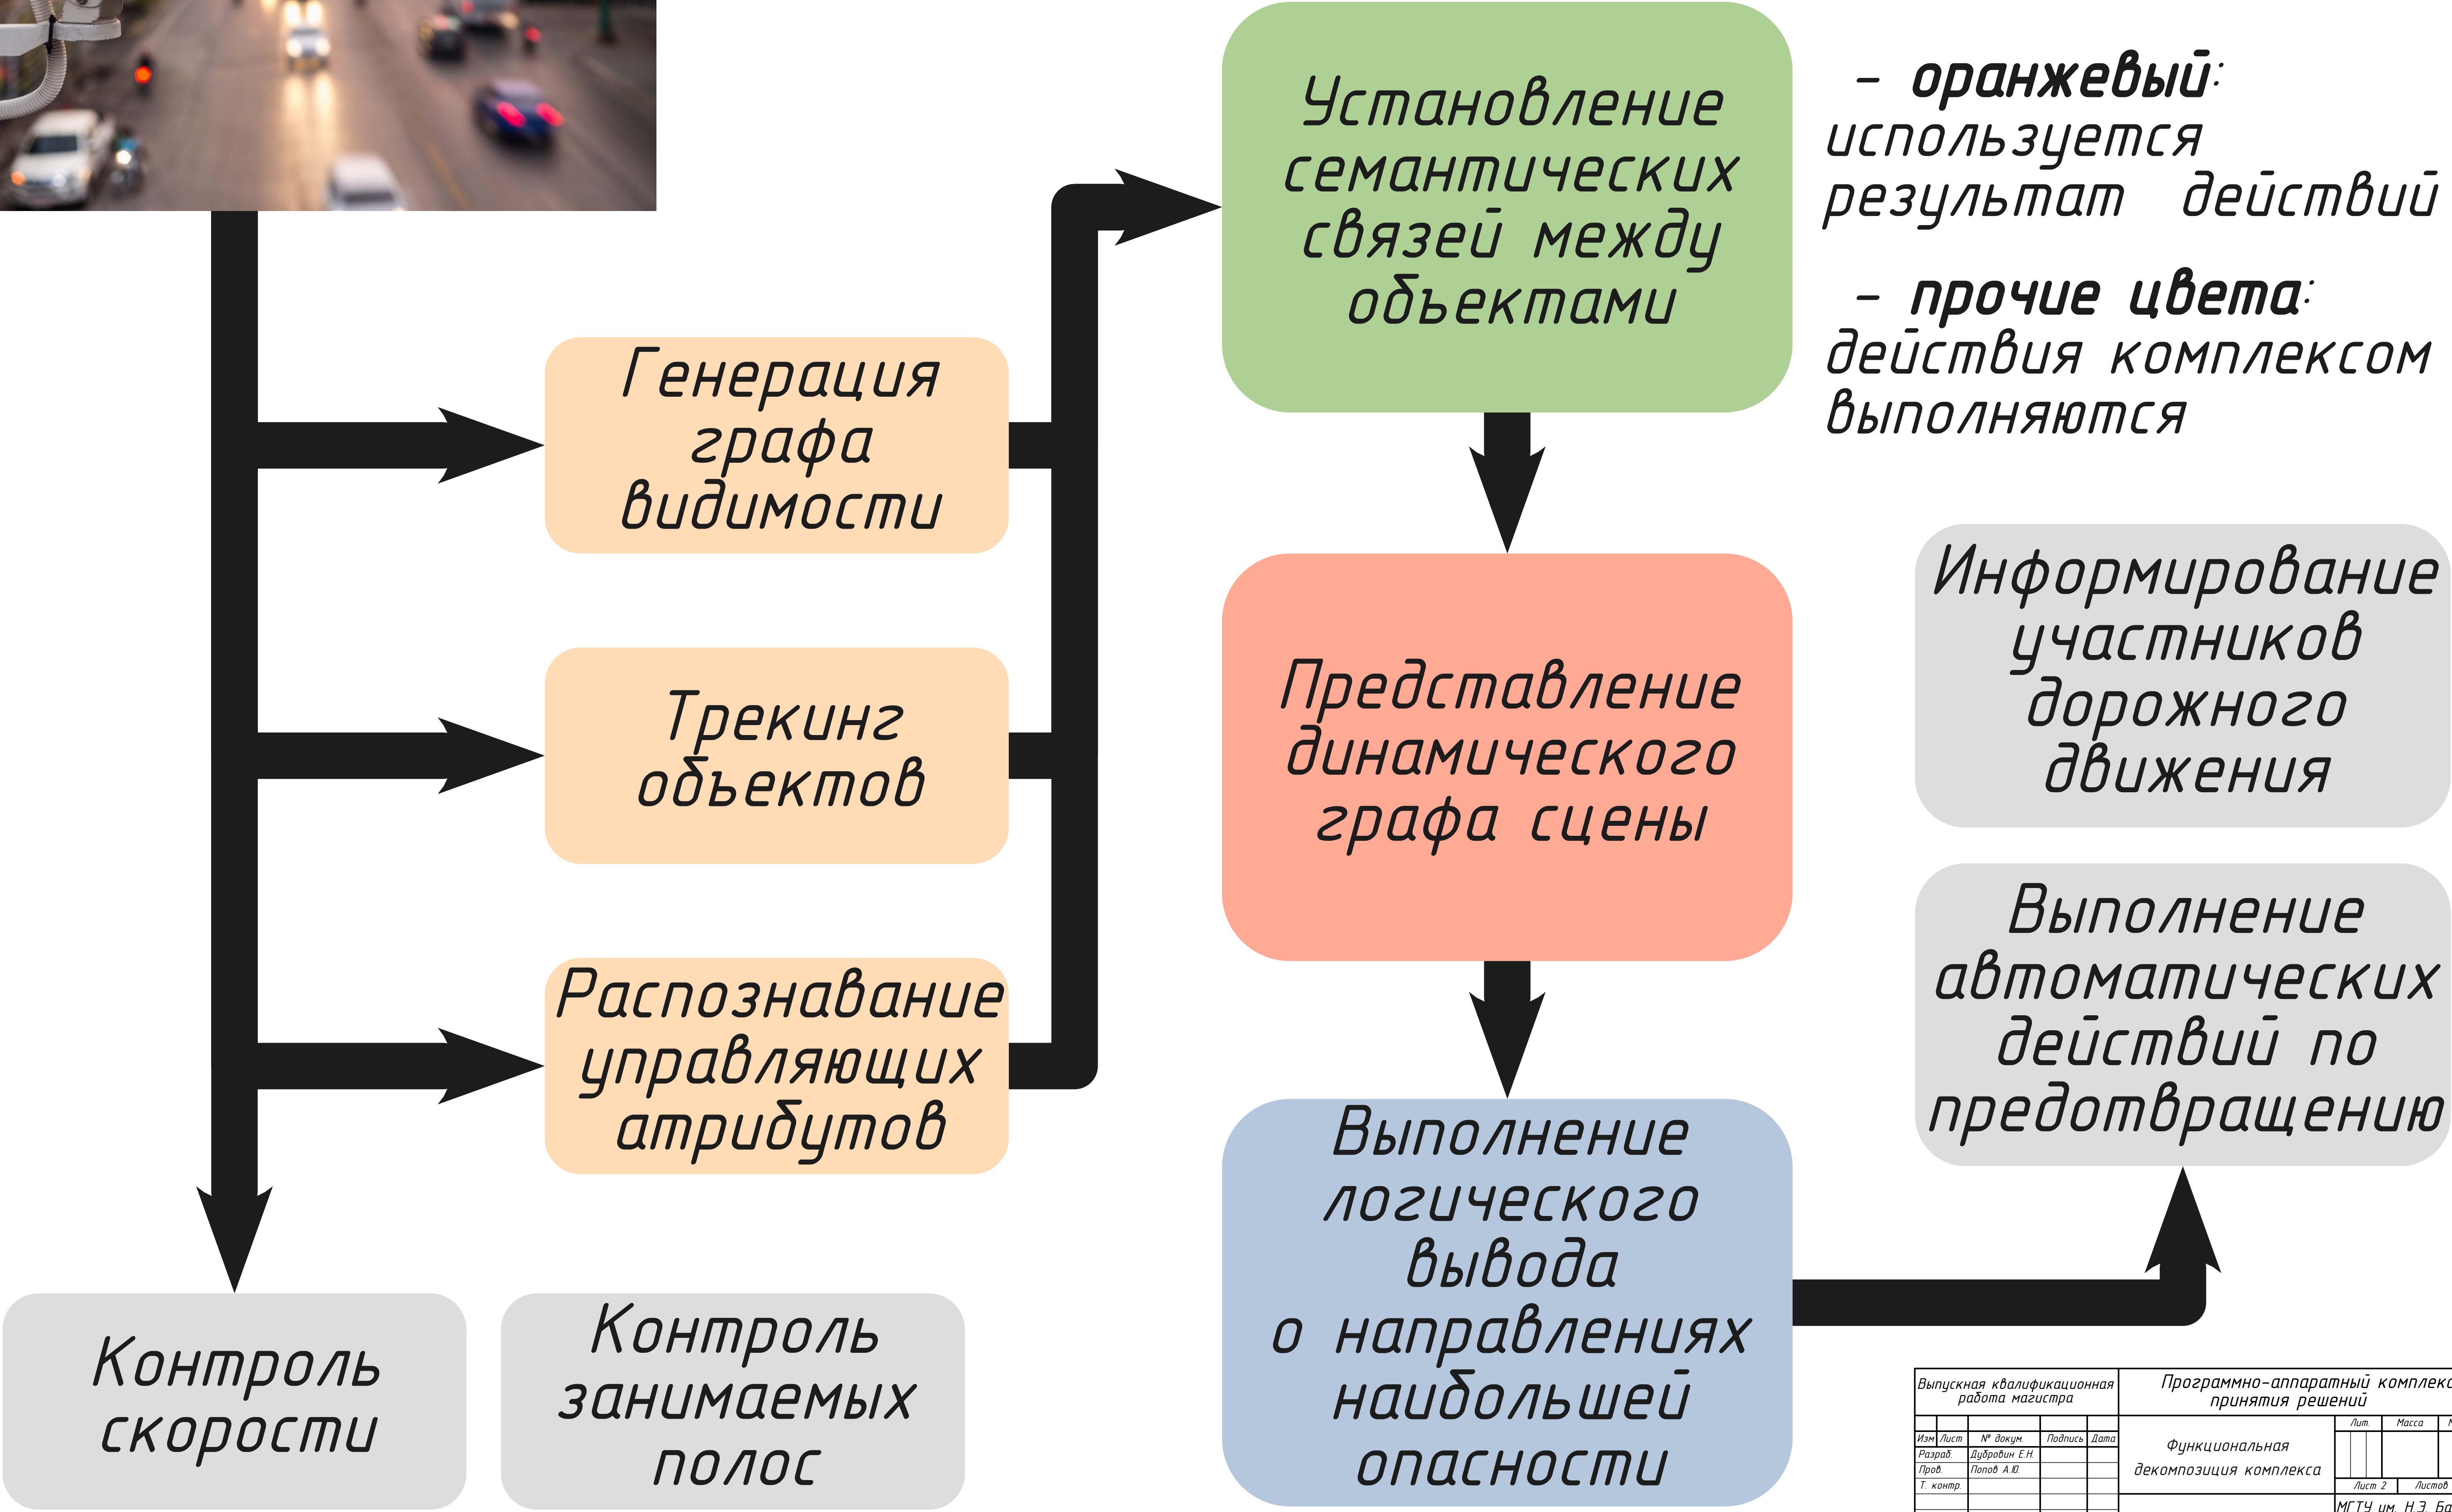 Установление
семантических
связей между
объектами
- оранжевый:
используется
результат действий
- прочие цвета:
действия комплексом
выполняются
Генерация
графа
видимости
Трекинг
объектов
Распознавание
управляющих
атрибутов
Представление
динамического
графа сцены
Информирование
участников
дорожного
движения
Выполнение
автоматических
действий по
предотвращению
Выполнение
логического
вывода
о направлениях
наибольшей
опасности
Контроль
скорости
Контроль
занимаемых
полос
Выпускная квалификационная
работа магистра
Программно-аппаратный
принятия решений
Лит. Масса
Изм Лист № докум. Подпись Дата
Функциональная
декомпозиция комплекса
Разраб. Дубровин Е.Н.
Пров. Попов А.Ю.
Т. контр.
Лист 2 Листов
МГТУ им. Н.Э.